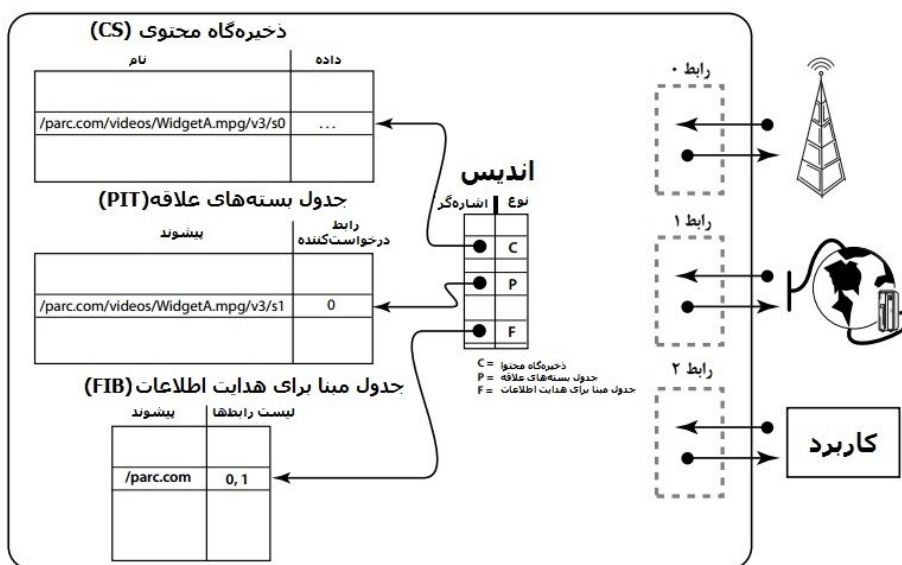 ذخیره‌گاه محتوی (CS)
نام داده
/parc.com/videos/WidgetA.mpg/v3/s0 ...
جدول بسته‌های علاقه(PIT)
پیشوند رابط درخواست‌کننده
/parc.com/videos/WidgetA.mpg/v3/s1 0
جدول مبنا برای هدایت اطلاعات (FIB)
پیشوند لیست رابط‌ها
/parc.com 0, 1
اندیس
اشاره‌گر نوع
C
P
F
C = ذخیره‌گاه محتوا
P = جدول بسته‌های علاقه
F = جدول مبنا برای هدایت اطلاعات
رابط ۰
رابط ۱
رابط ۲
کاربرد